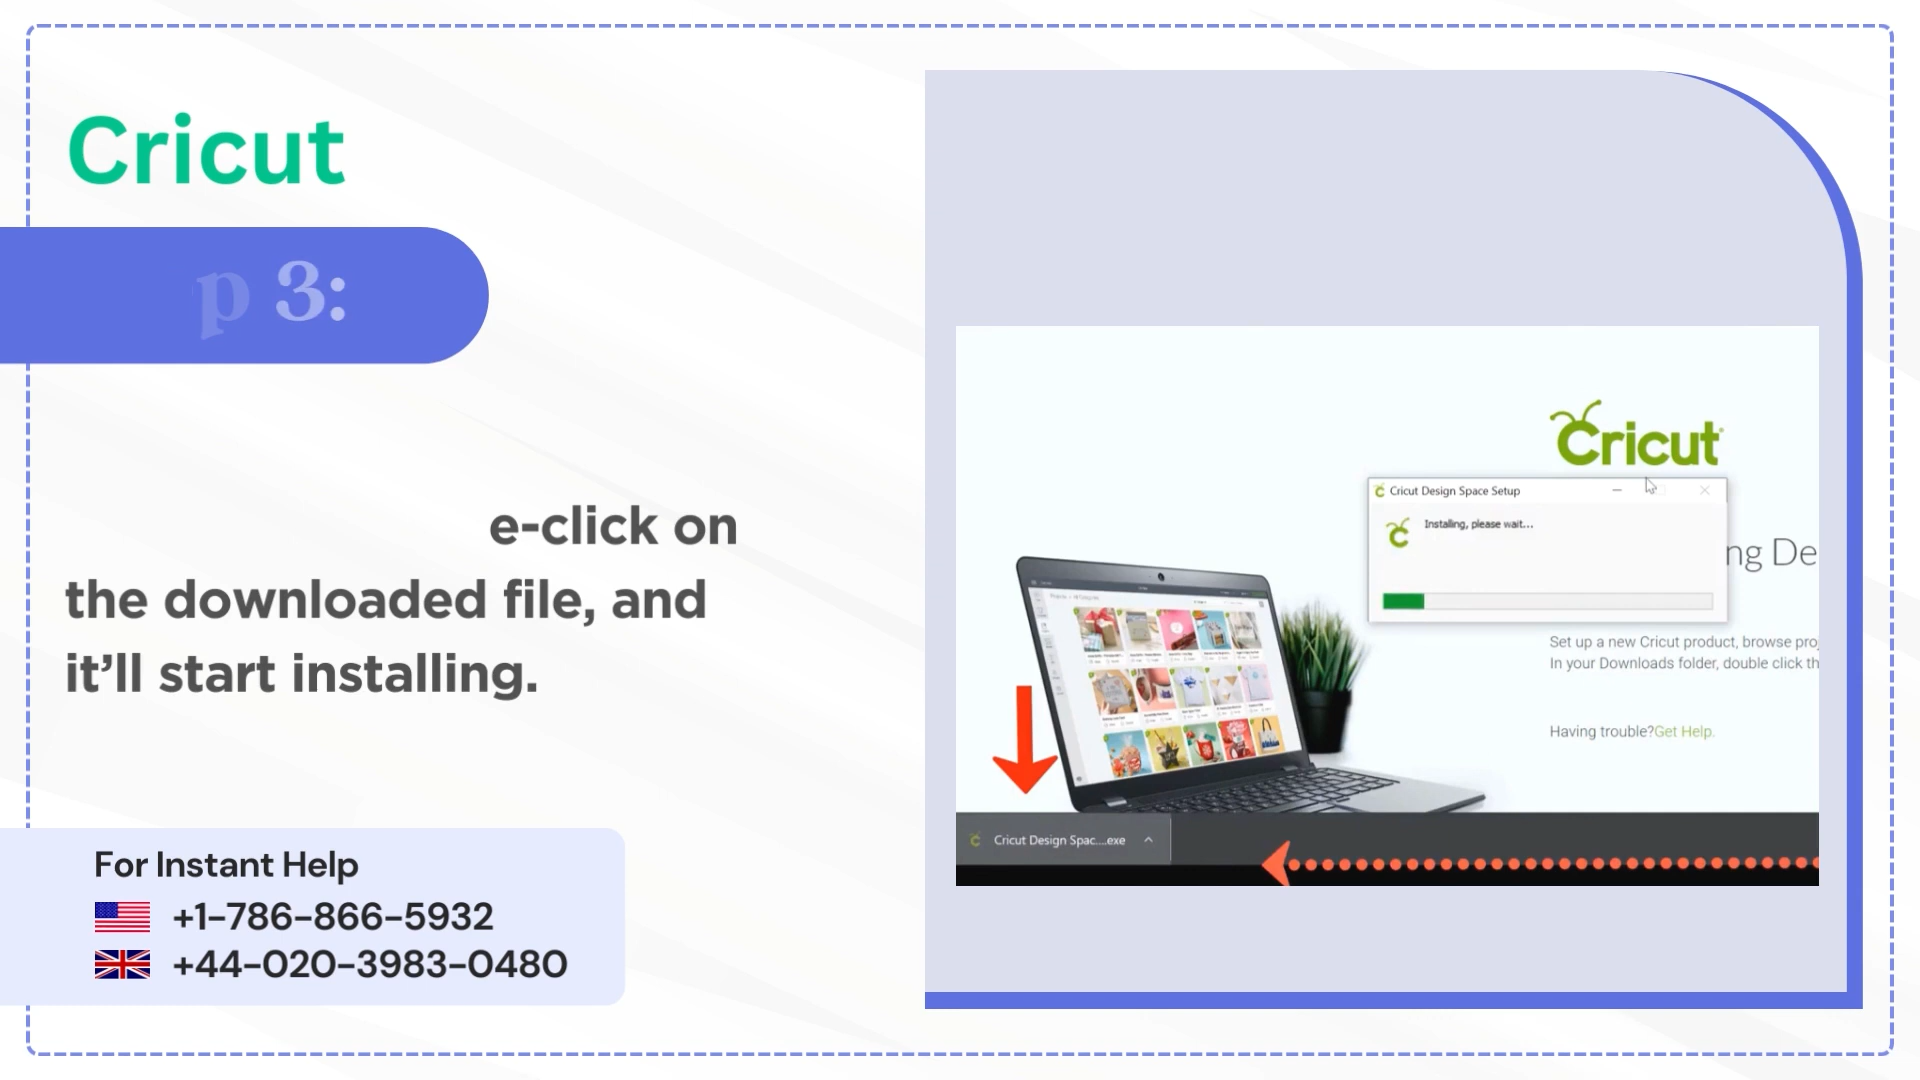 Cricut
p 3:
e-click on
the downloaded file, and
it’ll start installing.
For Instant Help
+1-786-866-5932
+44-020-3983-0480
Cricut
Cricut Design Space Setup
Installing, please wait...
ng De
Set up a new Cricut product, browse proj
In your Downloads folder, double click th
Having trouble?Get Help.
Cricut Design Spac....exe